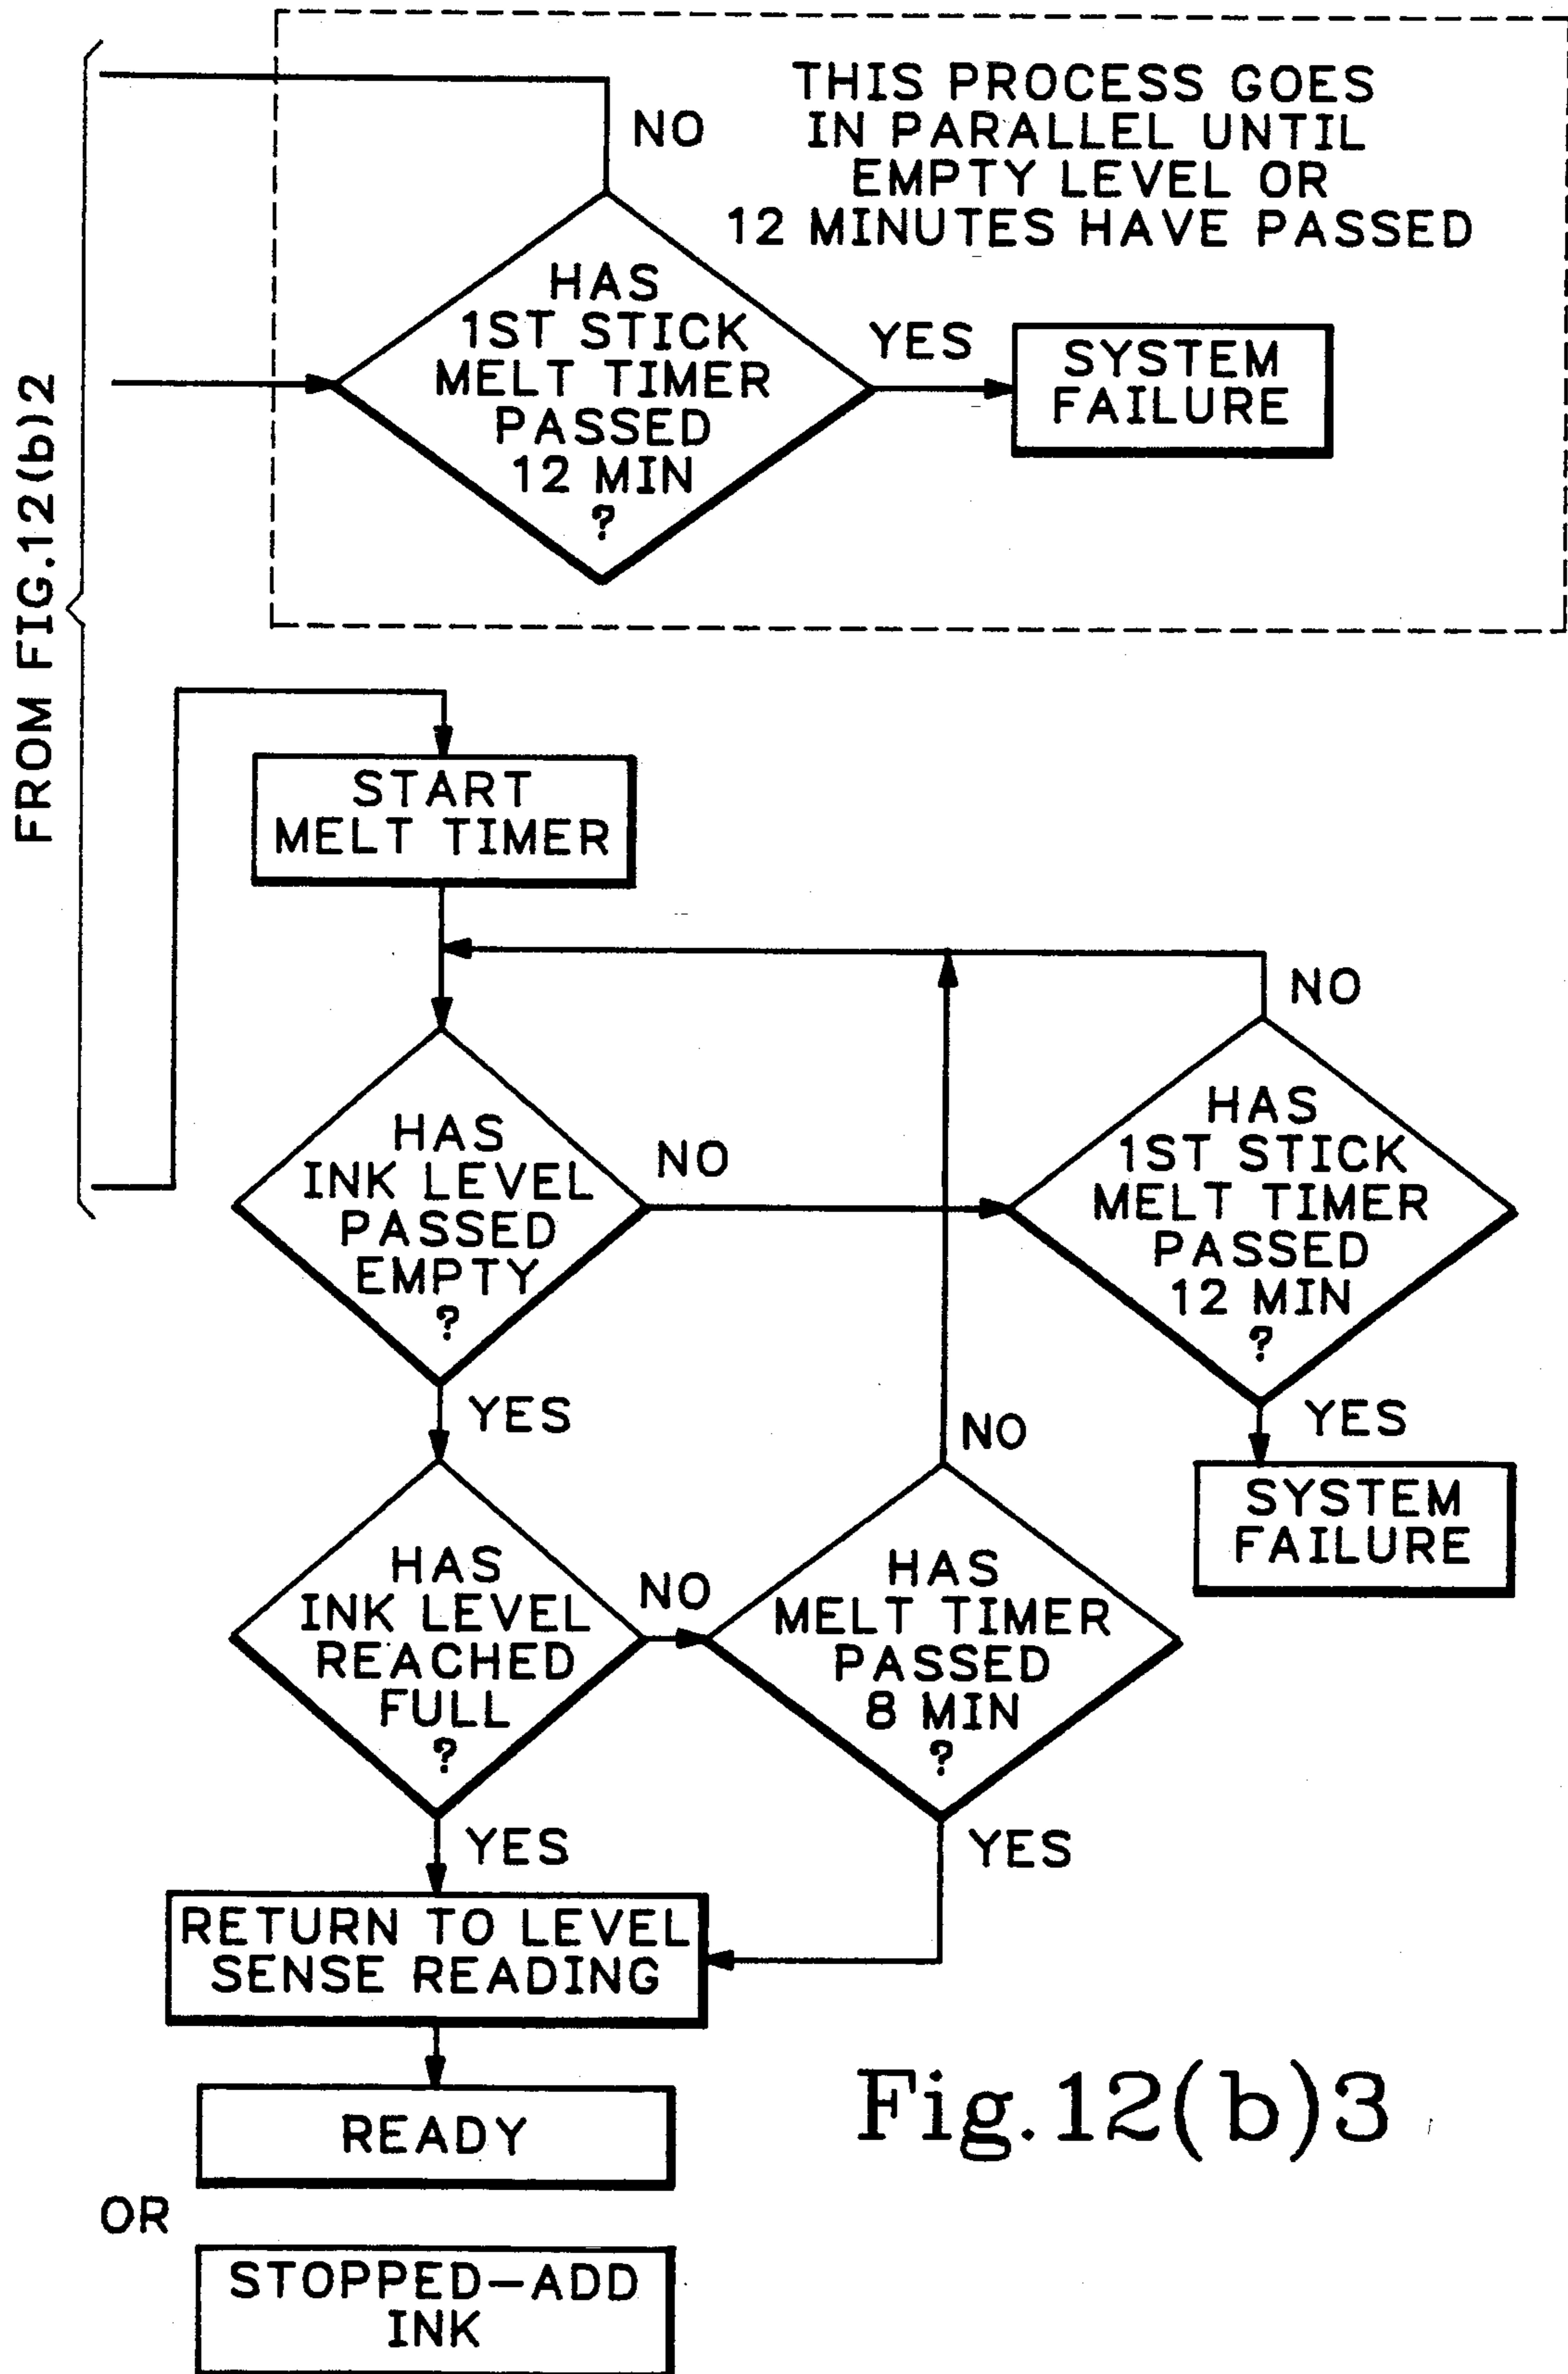 FROM FIG.12(b)2
NO
THIS PROCESS GOES
IN PARALLEL UNTIL
EMPTY LEVEL OR
12 MINUTES HAVE PASSED
HAS
1ST STICK
MELT TIMER
PASSED
12 MIN
?
YES
SYSTEM
FAILURE
START
MELT TIMER
HAS
INK LEVEL
PASSED
EMPTY
?
NO
NO
HAS
1ST STICK
MELT TIMER
PASSED
12 MIN
?
YES
YES
SYSTEM
FAILURE
HAS
INK LEVEL
REACHED
FULL
?
NO
NO
HAS
MELT TIMER
PASSED
8 MIN
?
YES
YES
RETURN TO LEVEL
SENSE READING
READY
OR
STOPPED-ADD
INK
Fig.12(b)3